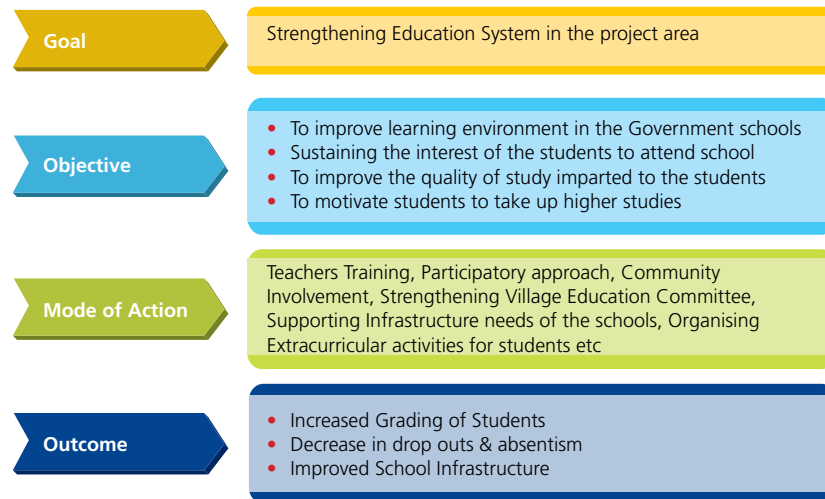 Goal
Strengthening Education System in the project area
Objective
• To improve learning environment in the Government schools
• Sustaining the interest of the students to attend school
• To improve the quality of study imparted to the students
• To motivate students to take up higher studies
Mode of Action
Teachers Training, Participatory approach, Community
Involvement, Strengthening Village Education Committee,
Supporting Infrastructure needs of the schools, Organising
Extracurricular activities for students etc
Outcome
• Increased Grading of Students
• Decrease in drop outs & absentism
• Improved School Infrastructure